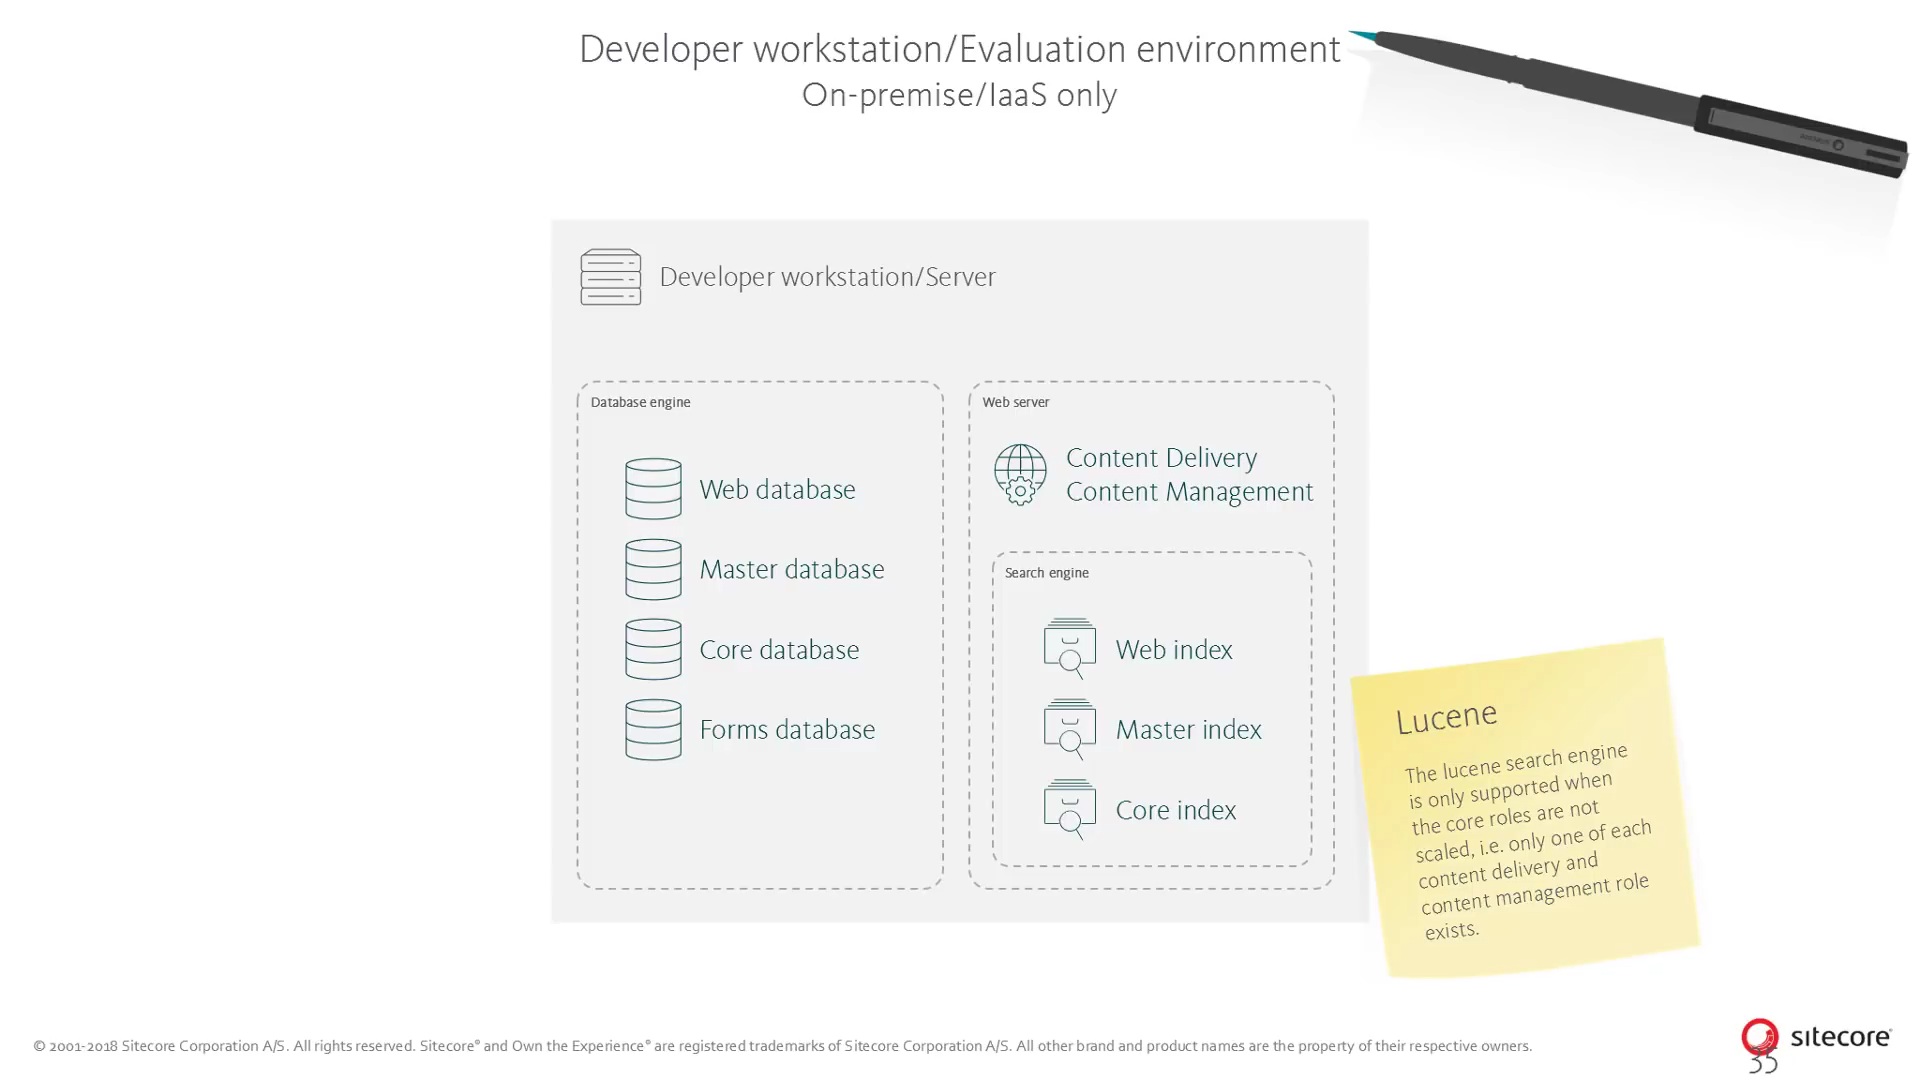 Developer workstation/Evaluation environment
On-premise/IaaS only
Developer workstation/Server
Database engine
Web database
Master database
Core database
Forms database
Web server
Content Delivery
Content Management
Search engine
Web index
Master index
Core index
Lucene
The lucene search engine
is only supported when
the core roles are not
scaled, i.e. only one of each
content delivery and
content management role
exists.
© 2001-2018 Sitecore Corporation A/S. All rights reserved. Sitecore® and Own the Experience® are registered trademarks of Sitecore Corporation A/S. All other brand and product names are the property of their respective owners.
sitecore®
35